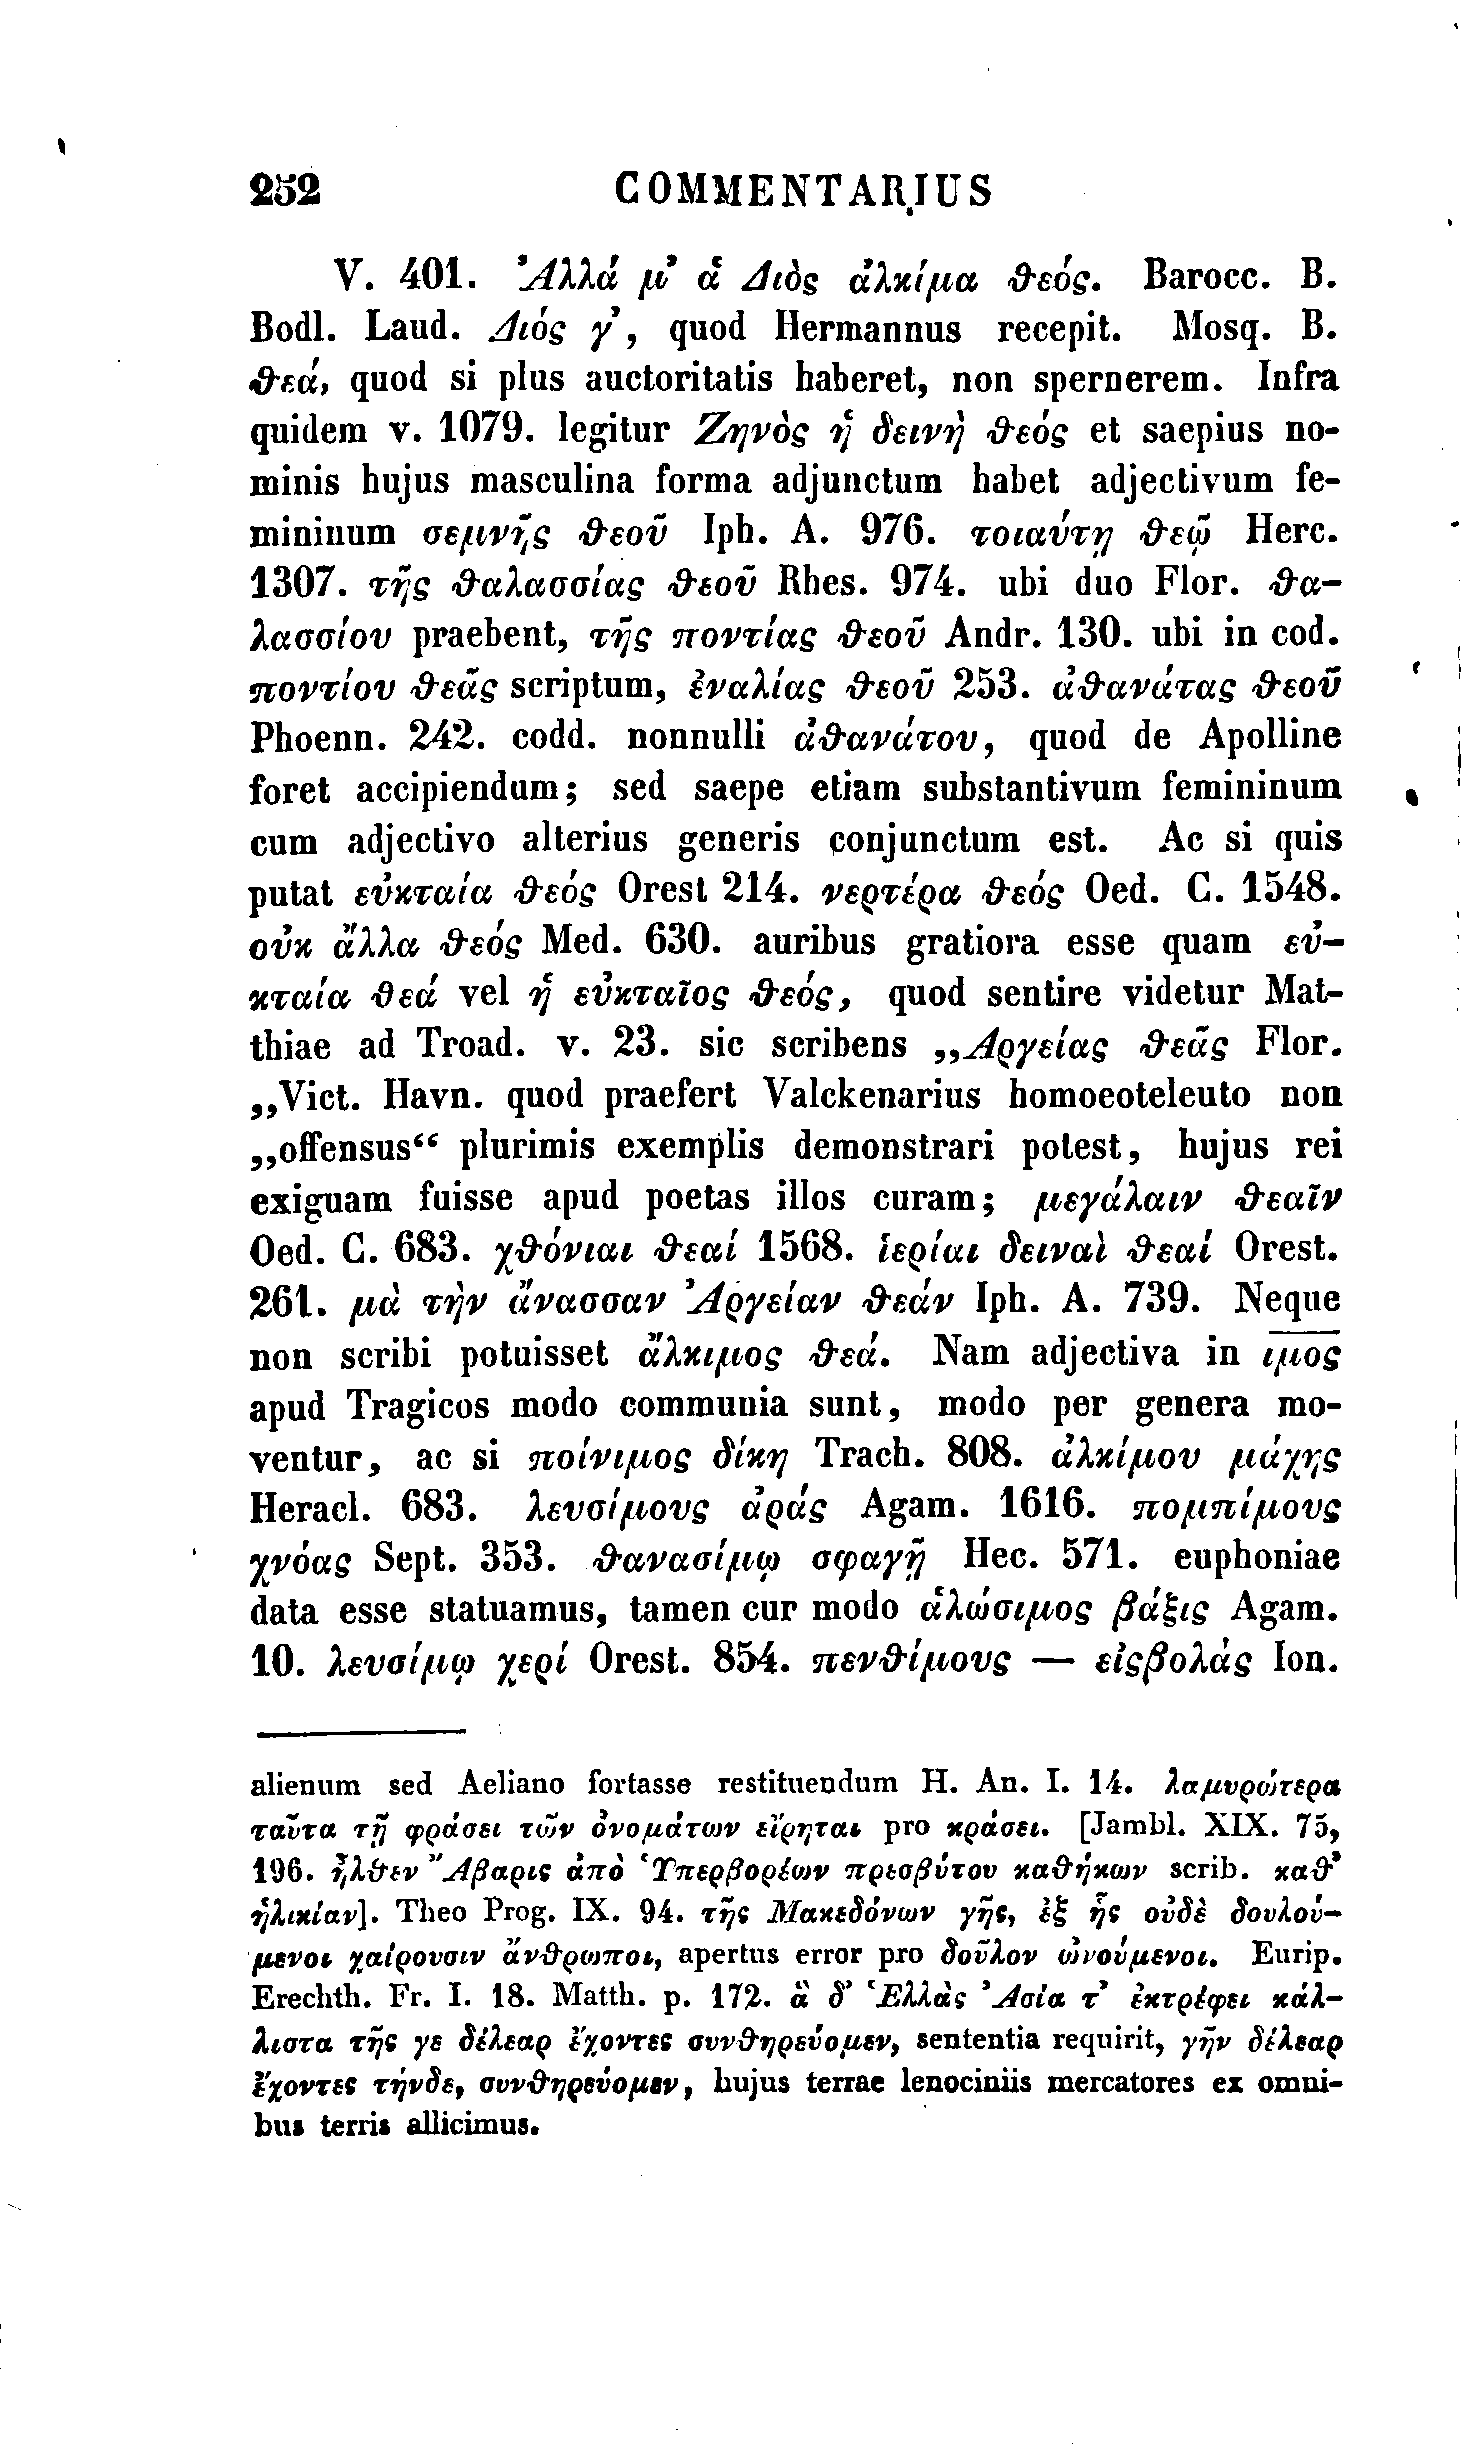 252 COMMENTARIUS
V. 401. Ἀλλά μ’ ἁ Διὸς ἀλκίμα θεός. Barocc. B.
Bodl. Laud. Διός γ’, quod Hermannus recepit. Mosq. B.
θεά, quod si plus auctoritatis haberet, non spernerem. Infra
quidem v. 1079. legitur Ζηνὸς ἡ δεινὴ θεός et saepius no-
minis hujus masculina forma adjunctum habet adjectivum fe-
mininum σεμνῆς θεοῦ Iph. A. 976. τοιαύτῃ θεῷ Herc.
1307. τῆς θαλασσίας θεοῦ Rhes. 974. ubi duo Flor. θα-
λασσίου praebent, τῆς ποντίας θεοῦ Andr. 130. ubi in cod.
ποντίου θεᾶς scriptum, ἐναλίας θεοῦ 253. ἀθανάτας θεοῦ
Phoenn. 242. codd. nonnulli ἀθανάτου, quod de Apolline
foret accipiendum; sed saepe etiam substantivum femininum
cum adjectivo alterius generis conjunctum est. Ac si quis
putat εὐκταία θεός Orest 214. νερτέρα θεός Oed. C. 1548.
οὐκ ἄλλα θεός Med. 630. auribus gratiora esse quam εὐ-
κταία θεά vel ἡ εὐκταῖος θεός, quod sentire videtur Mat-
thiae ad Troad. v. 23. sic scribens „Ἀργείας θεᾶς Flor.
„Vict. Havn. quod praefert Valckenarius homoeoteleuto non
„offensus“ plurimis exemplis demonstrari potest, hujus rei
exiguam fuisse apud poetas illos curam; μεγάλαιν θεαῖν
Oed. C. 683. χθόνιαι θεαί 1568. ἱερίαι δειναὶ θεαί Orest.
261. μὰ τὴν ἄνασσαν Ἀργείαν θεάν Iph. A. 739. Neque
non scribi potuisset ἄλκιμος θεά. Nam adjectiva in ιμος
apud Tragicos modo communia sunt, modo per genera mo-
ventur, ac si ποίνιμος δίκη Trach. 808. ἀλκίμου μάχης
Heracl. 683. λευσίμους ἀράς Agam. 1616. πομπίμους
χνόας Sept. 353. θανασίμῳ σφαγῇ Hec. 571. euphoniae
data esse statuamus, tamen cur modo ἁλώσιμος βάξις Agam.
10. λευσίμῳ χερί Orest. 854. πενθίμους — εἰςβολάς Ion.
alienum sed Aeliano fortasse restituendum H. An. I. 14. λαμυρώτερα
ταῦτα τῇ φράσει τῶν ὀνομάτων εἴρηται pro κράσει. [Jambl. XIX. 75,
196. ἦλθεν Ἄβαρις ἀπὸ Ὑπερβορέων πρεσβύτου καθήκων scrib. καθ’
ἡλικίαν]. Theo Prog. IX. 94. τῆς Μακεδόνων γῆς, ἐξ ἧς οὐδὲ δουλού-
μενοι χαίρουσιν ἄνθρωποι, apertus error pro δοῦλον ὠνούμενοι. Eurip.
Erechth. Fr. I. 18. Matth. p. 172. ἃ δ’ Ἑλλὰς Ἀσία τ’ ἐκτρέφει κάλ-
λιστα τῆς γε δέλεαρ ἔχοντες συνθηρεύομεν, sententia requirit, γῆν δέλεαρ
ἔχοντες τήνδε, συνθηρεύομεν, hujus terrae lenociniis mercatores ex omni-
bus terris allicimus.